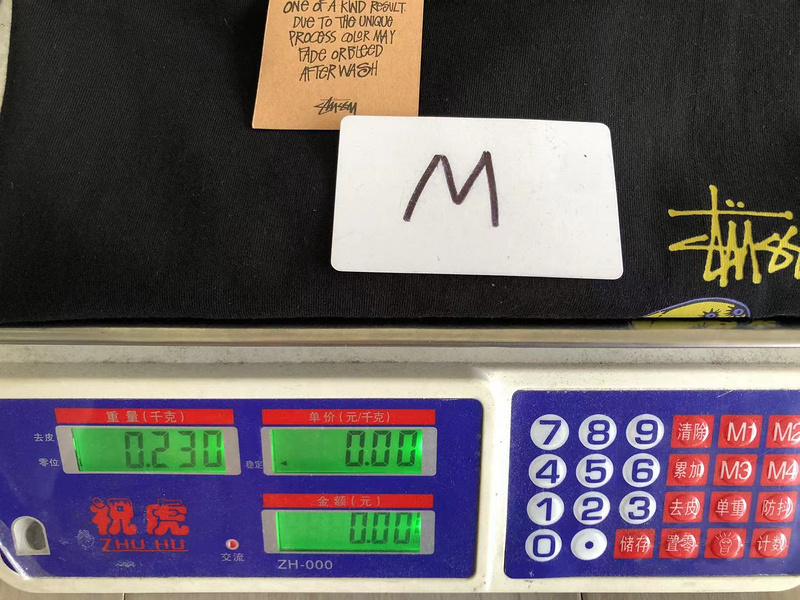 ONE OF A KIND RESULT.
DUE TO THE UNIQUE
PROCESS COLOR MAY
FADE OR BLEED
AFTER WASH
STÜSSY
M
STÜSSY
重量(千克)
单价(元/千克)
去皮
零位
0.230
稳定
0.00
金额(元)
0.00
祝虎
ZHU HU
交流
ZH-000
7 8 9 清除 M1 M2
4 5 6 累加 M3 M4
1 2 3 去皮 单重 防抖
0 • 储存 置零 计数